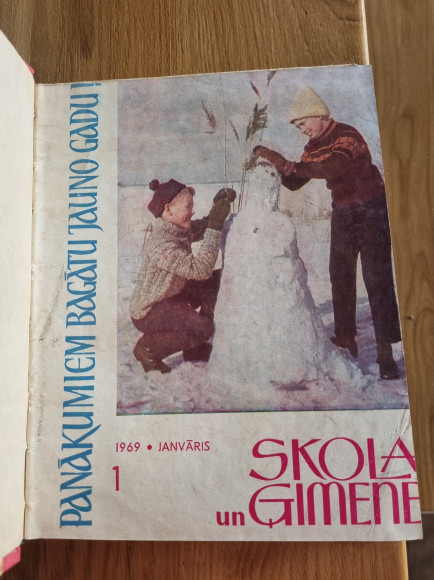 PANĀKUMIEM BAGĀTU JAUNO GADU!
1969 • JANVĀRIS
1
SKOLA
un ĢIMENE